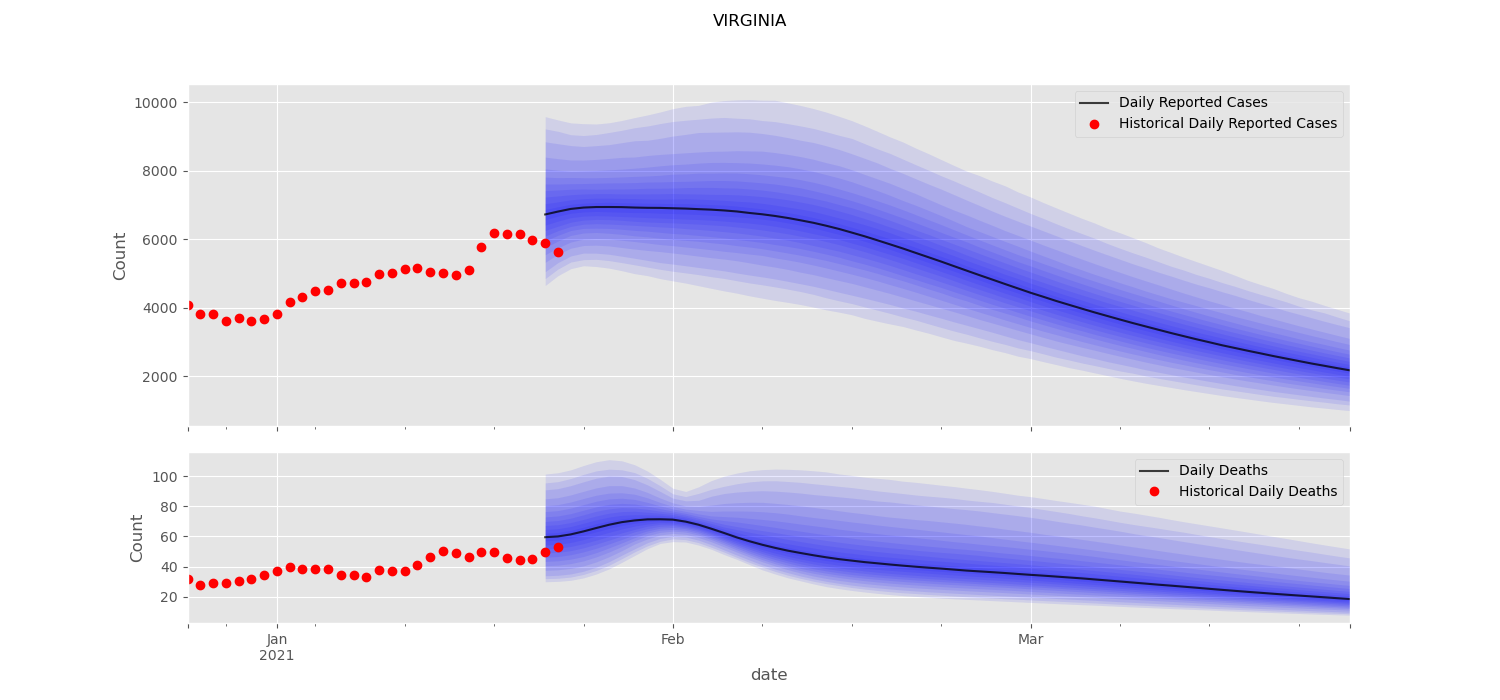 VIRGINIA
10000
8000
6000
4000
2000
Count
Daily Reported Cases
Historical Daily Reported Cases
100
80
60
40
20
Count
Daily Deaths
Historical Daily Deaths
Jan
2021
Feb
Mar
date